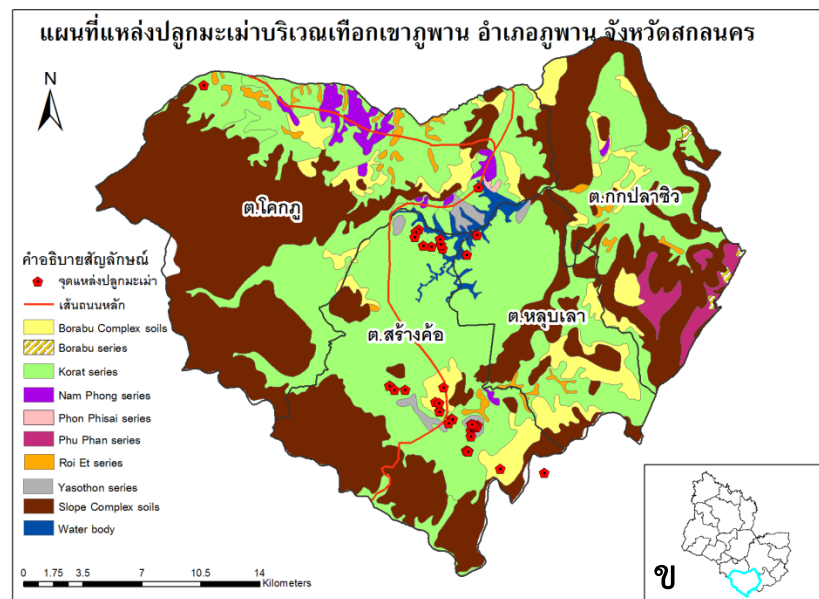 แผนที่แหล่งปลูกมะเม่าบริเวณเทือกเขาภูพาน อำเภอภูพาน จังหวัดสกลนคร
N
ต.โคกภู
ต.กกปลาซิว
ต.หลุบเลา
ต.สร้างค้อ
คำอธิบายสัญลักษณ์
จุดแหล่งปลูกมะเม่า
เส้นถนนหลัก
Borabu Complex soils
Borabu series
Korat series
Nam Phong series
Phon Phisai series
Phu Phan series
Roi Et series
Yasothon series
Slope Complex soils
Water body
0 1.75 3.5 7 10.5 14
Kilometers
ข